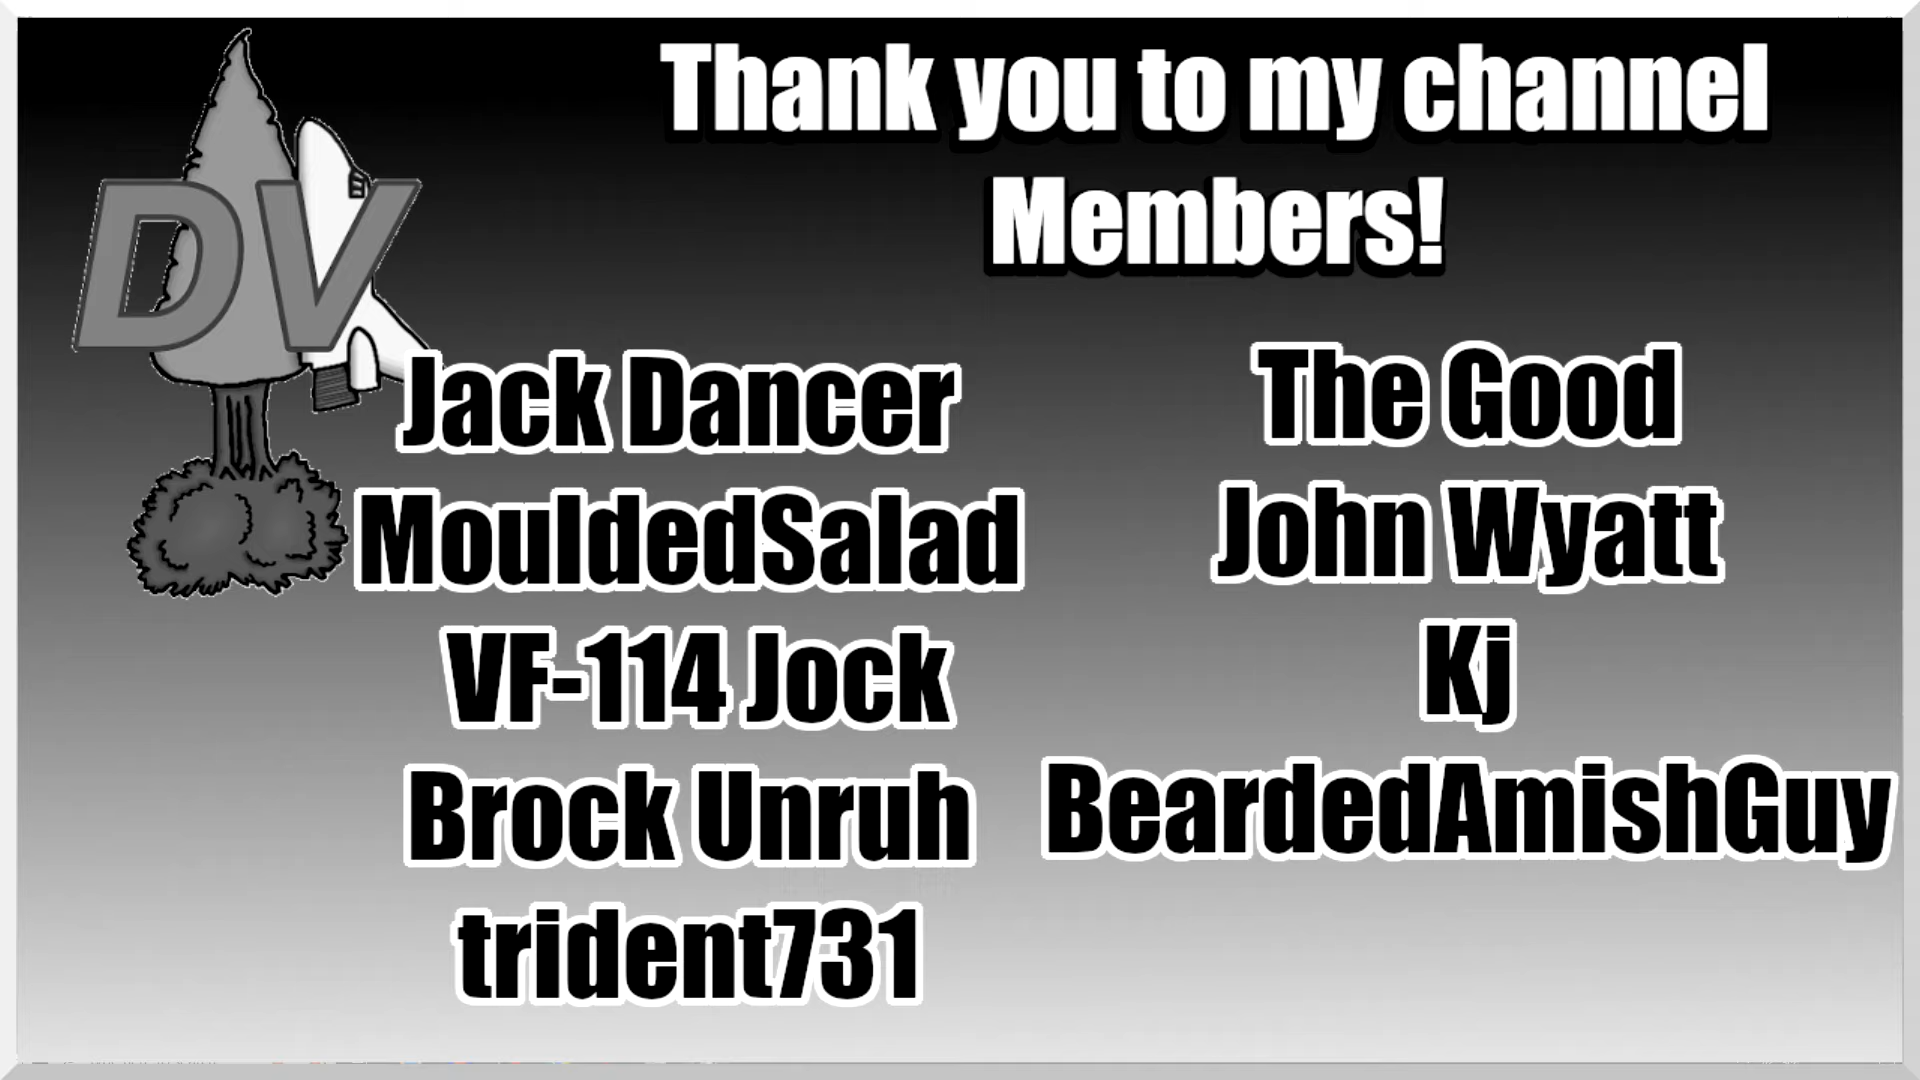 DV
Thank you to my channel
Members!
Jack Dancer
MouldedSalad
VF-114 Jock
Brock Unruh
trident731
The Good
John Wyatt
Kj
BeardedAmishGuy